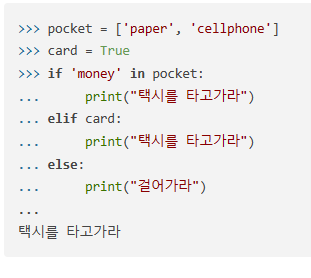 >>> pocket = ['paper', 'cellphone']
>>> card = True
>>> if 'money' in pocket:
...      print("택시를 타고가라")
... elif card:
...      print("택시를 타고가라")
... else:
...      print("걸어가라")
...
택시를 타고가라